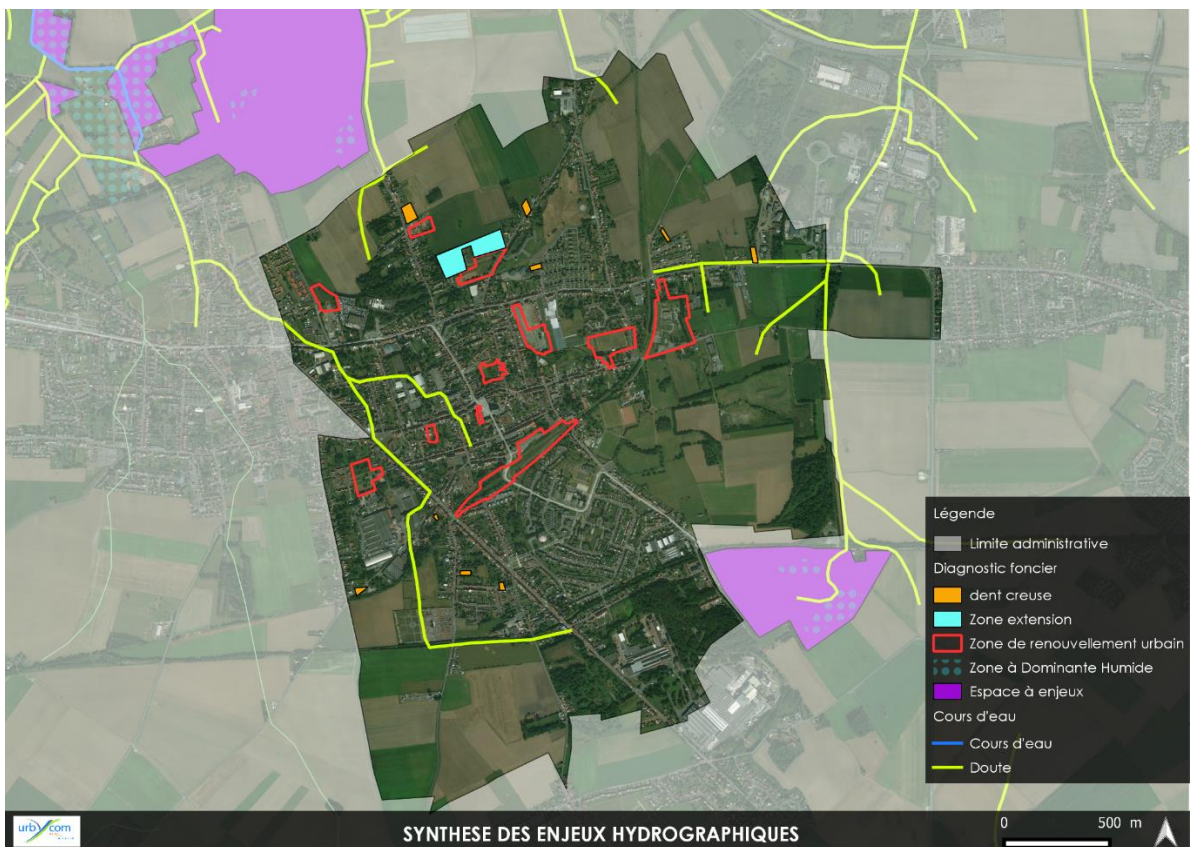 Légende
Limite administrative
Diagnostic foncier
dent creuse
Zone extension
Zone de renouvellement urbain
Zone à Dominante Humide
Espace à enjeux
Cours d'eau
Cours d'eau
Doute
urbycom
SYNTHESE DES ENJEUX HYDROGRAPHIQUES
0 500 m